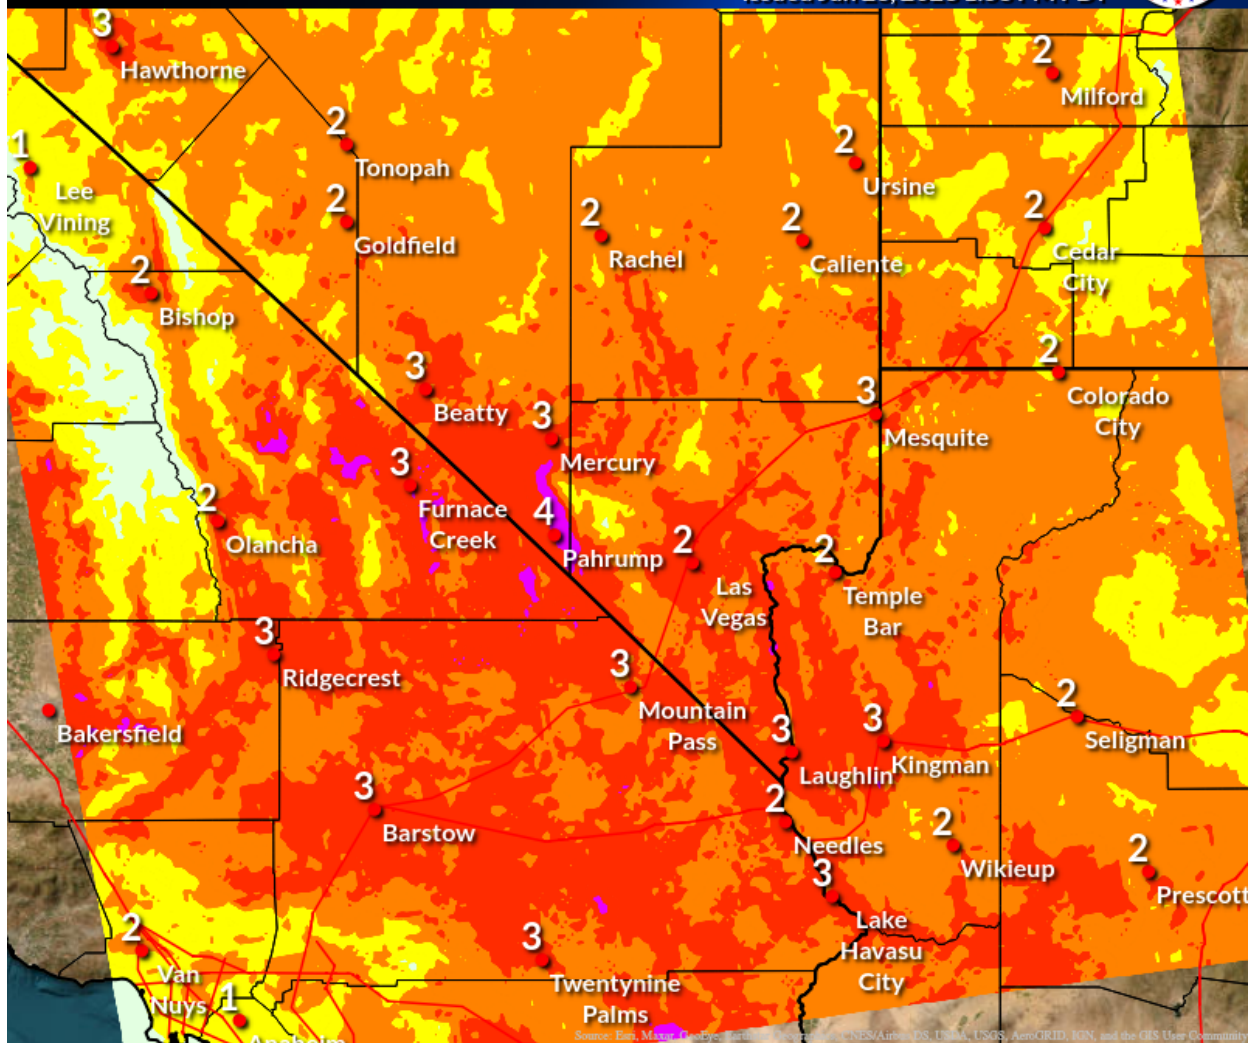 3
Hawthorne
2
Milford
1
Lee
Vining
2
Tonopah
2
Ursine
2
Goldfield
2
Rachel
2
Caliente
2
Cedar
City
2
Bishop
3
Beatty
3
Mercury
3
Mesquite
2
Colorado
City
3
Furnace
Creek
2
Olancha
4
Pahrump
2
Las
Vegas
2
Temple
Bar
3
Ridgecrest
3
Mountain
Pass
Bakersfield
3
Laughlin
3
Kingman
2
Seligman
3
Barstow
2
Needles
2
Wikieup
2
Prescott
3
Lake
Havasu
City
2
Van
Nuys
3
Twentynine
Palms
1
Anaheim